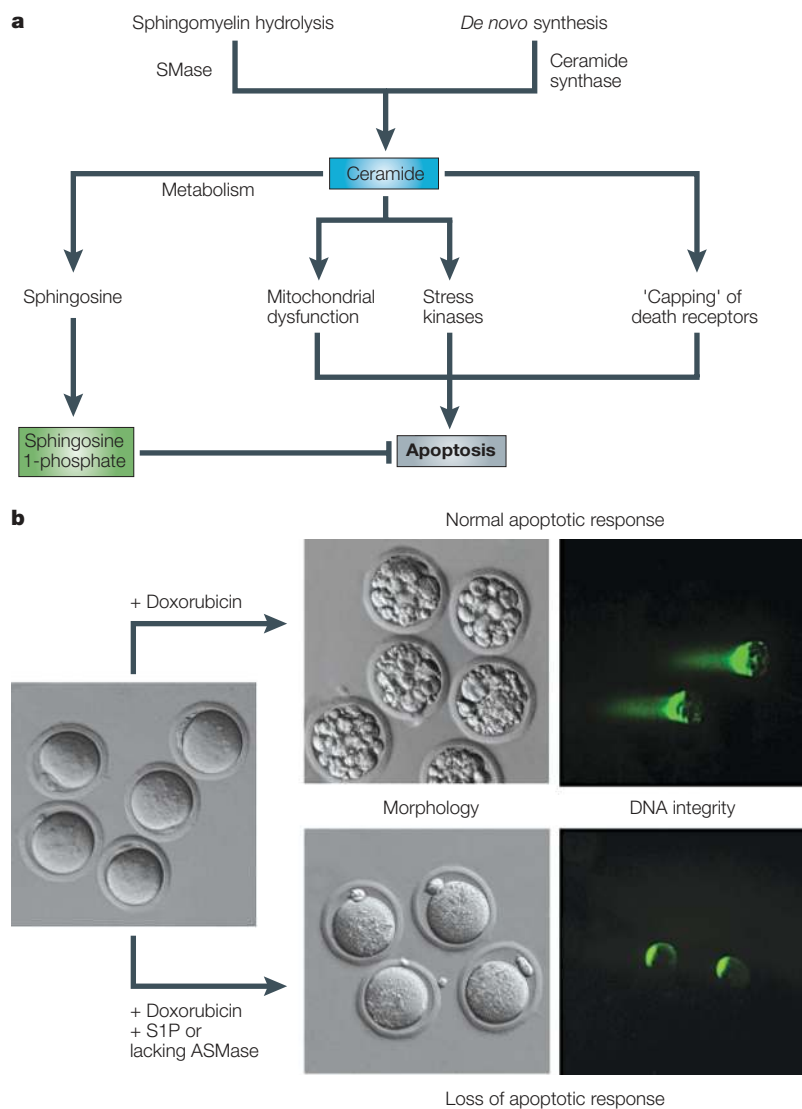 a
Sphingomyelin hydrolysis
De novo synthesis
SMase
Ceramide
synthase
Ceramide
Metabolism
Sphingosine
Mitochondrial
dysfunction
Stress
kinases
'Capping' of
death receptors
Sphingosine
1-phosphate
Apoptosis
b
Normal apoptotic response
+ Doxorubicin
Morphology
DNA integrity
+ Doxorubicin
+ S1P or
lacking ASMase
Loss of apoptotic response